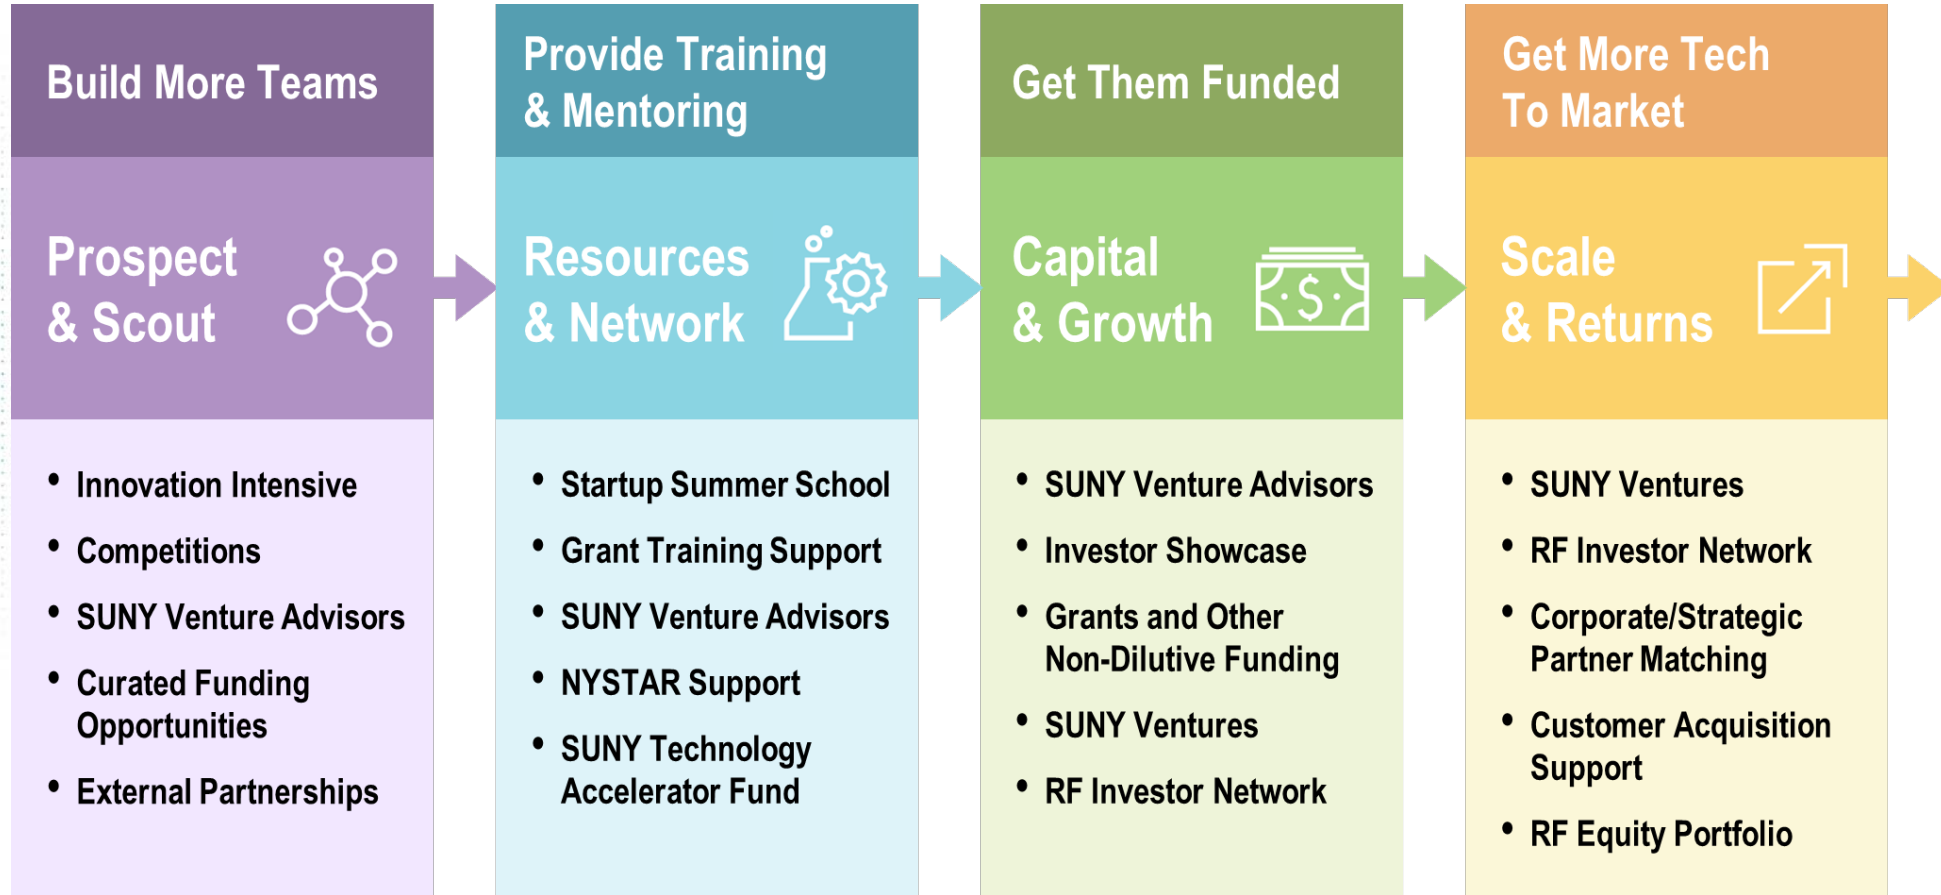 Build More Teams
Prospect
& Scout
• Innovation Intensive
• Competitions
• SUNY Venture Advisors
• Curated Funding
Opportunities
• External Partnerships
Provide Training
& Mentoring
Resources
& Network
• Startup Summer School
• Grant Training Support
• SUNY Venture Advisors
• NYSTAR Support
• SUNY Technology
Accelerator Fund
Get Them Funded
Capital
& Growth
$
• SUNY Venture Advisors
• Investor Showcase
• Grants and Other
Non-Dilutive Funding
• SUNY Ventures
• RF Investor Network
Get More Tech
To Market
Scale
& Returns
• SUNY Ventures
• RF Investor Network
• Corporate/Strategic
Partner Matching
• Customer Acquisition
Support
• RF Equity Portfolio